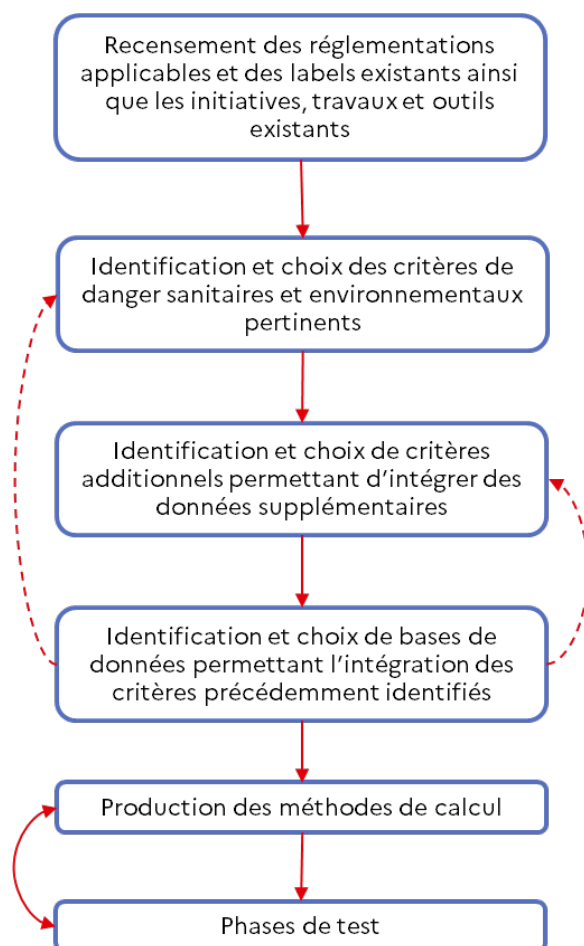 Recensement des réglementations
applicables et des labels existants ainsi
que les initiatives, travaux et outils
existants
Identification et choix des critères de
danger sanitaires et environnementaux
pertinents
Identification et choix de critères
additionnels permettant d’intégrer des
données supplémentaires
Identification et choix de bases de
données permettant l’intégration des
critères précédemment identifiés
Production des méthodes de calcul
Phases de test